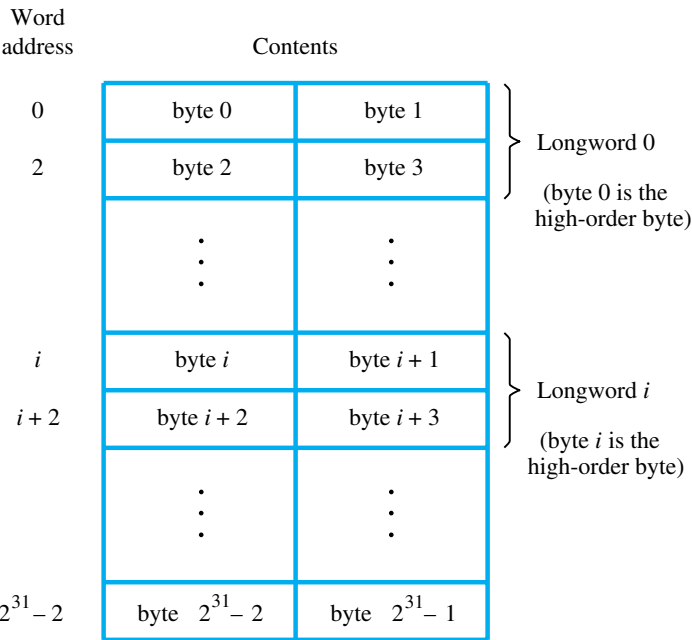 Word
address
Contents
0
byte 0
byte 1
Longword 0
2
byte 2
byte 3
(byte 0 is the
high-order byte)
i
byte i
byte i + 1
Longword i
i + 2
byte i + 2
byte i + 3
(byte i is the
high-order byte)
2^31 – 2
byte 2^31 – 2
byte 2^31 – 1